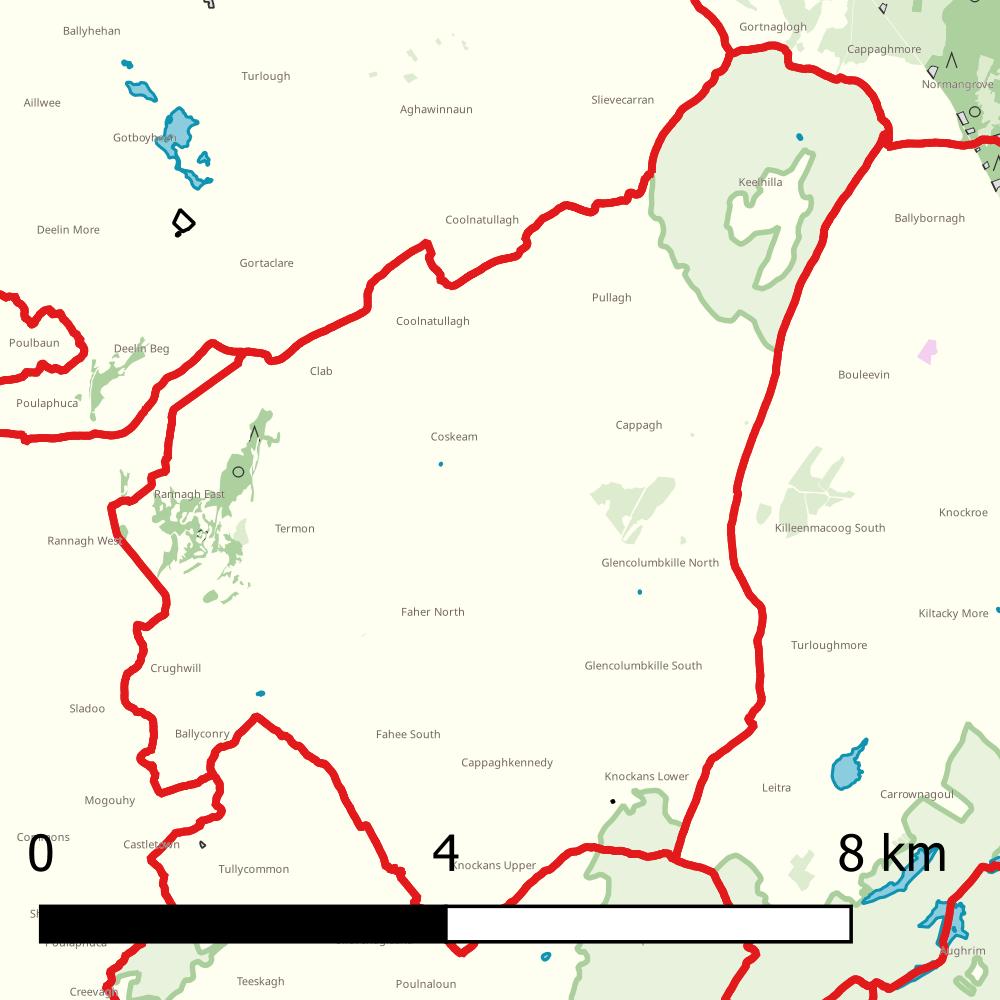 Gortnaglogh
Ballyhehan
Cappaghmore
Turlough
Normangrove
Aillwee
Slievecarran
Aghawinnaun
Gotboyhean
Keelhilla
Ballybornagh
Coolnatullagh
Deelin More
Gortaclare
Pullagh
Coolnatullagh
Poulbaun
Deelin Beg
Clab
Bouleevin
Poulaphuca
Cappagh
Coskeam
Rannagh East
Knockroe
Termon
Killeenmacoog South
Rannagh West
Glencolumbkille North
Faher North
Kiltacky More
Turloughmore
Glencolumbkille South
Crughwill
Sladoo
Ballyconry
Fahee South
Cappaghkennedy
Knockans Lower
Leitra
Carrownagoul
Mogouhy
Commons
Castletown
0 4 8 km
Knockans Upper
Tullycommon
Poulaphuca
Aughrim
Teeskagh
Poulnaloun
Creevagh